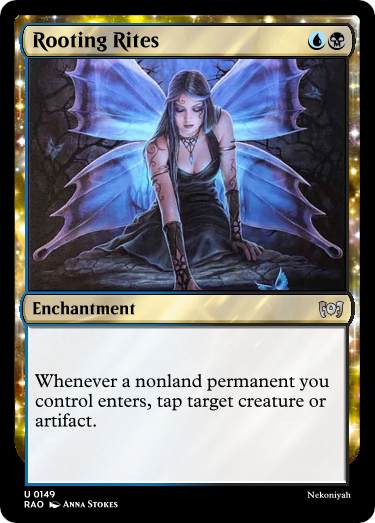 Rooting Rites
Enchantment
Whenever a nonland permanent you
control enters, tap target creature or
artifact.
U 0149
Nekoniyah
RAO Anna Stokes